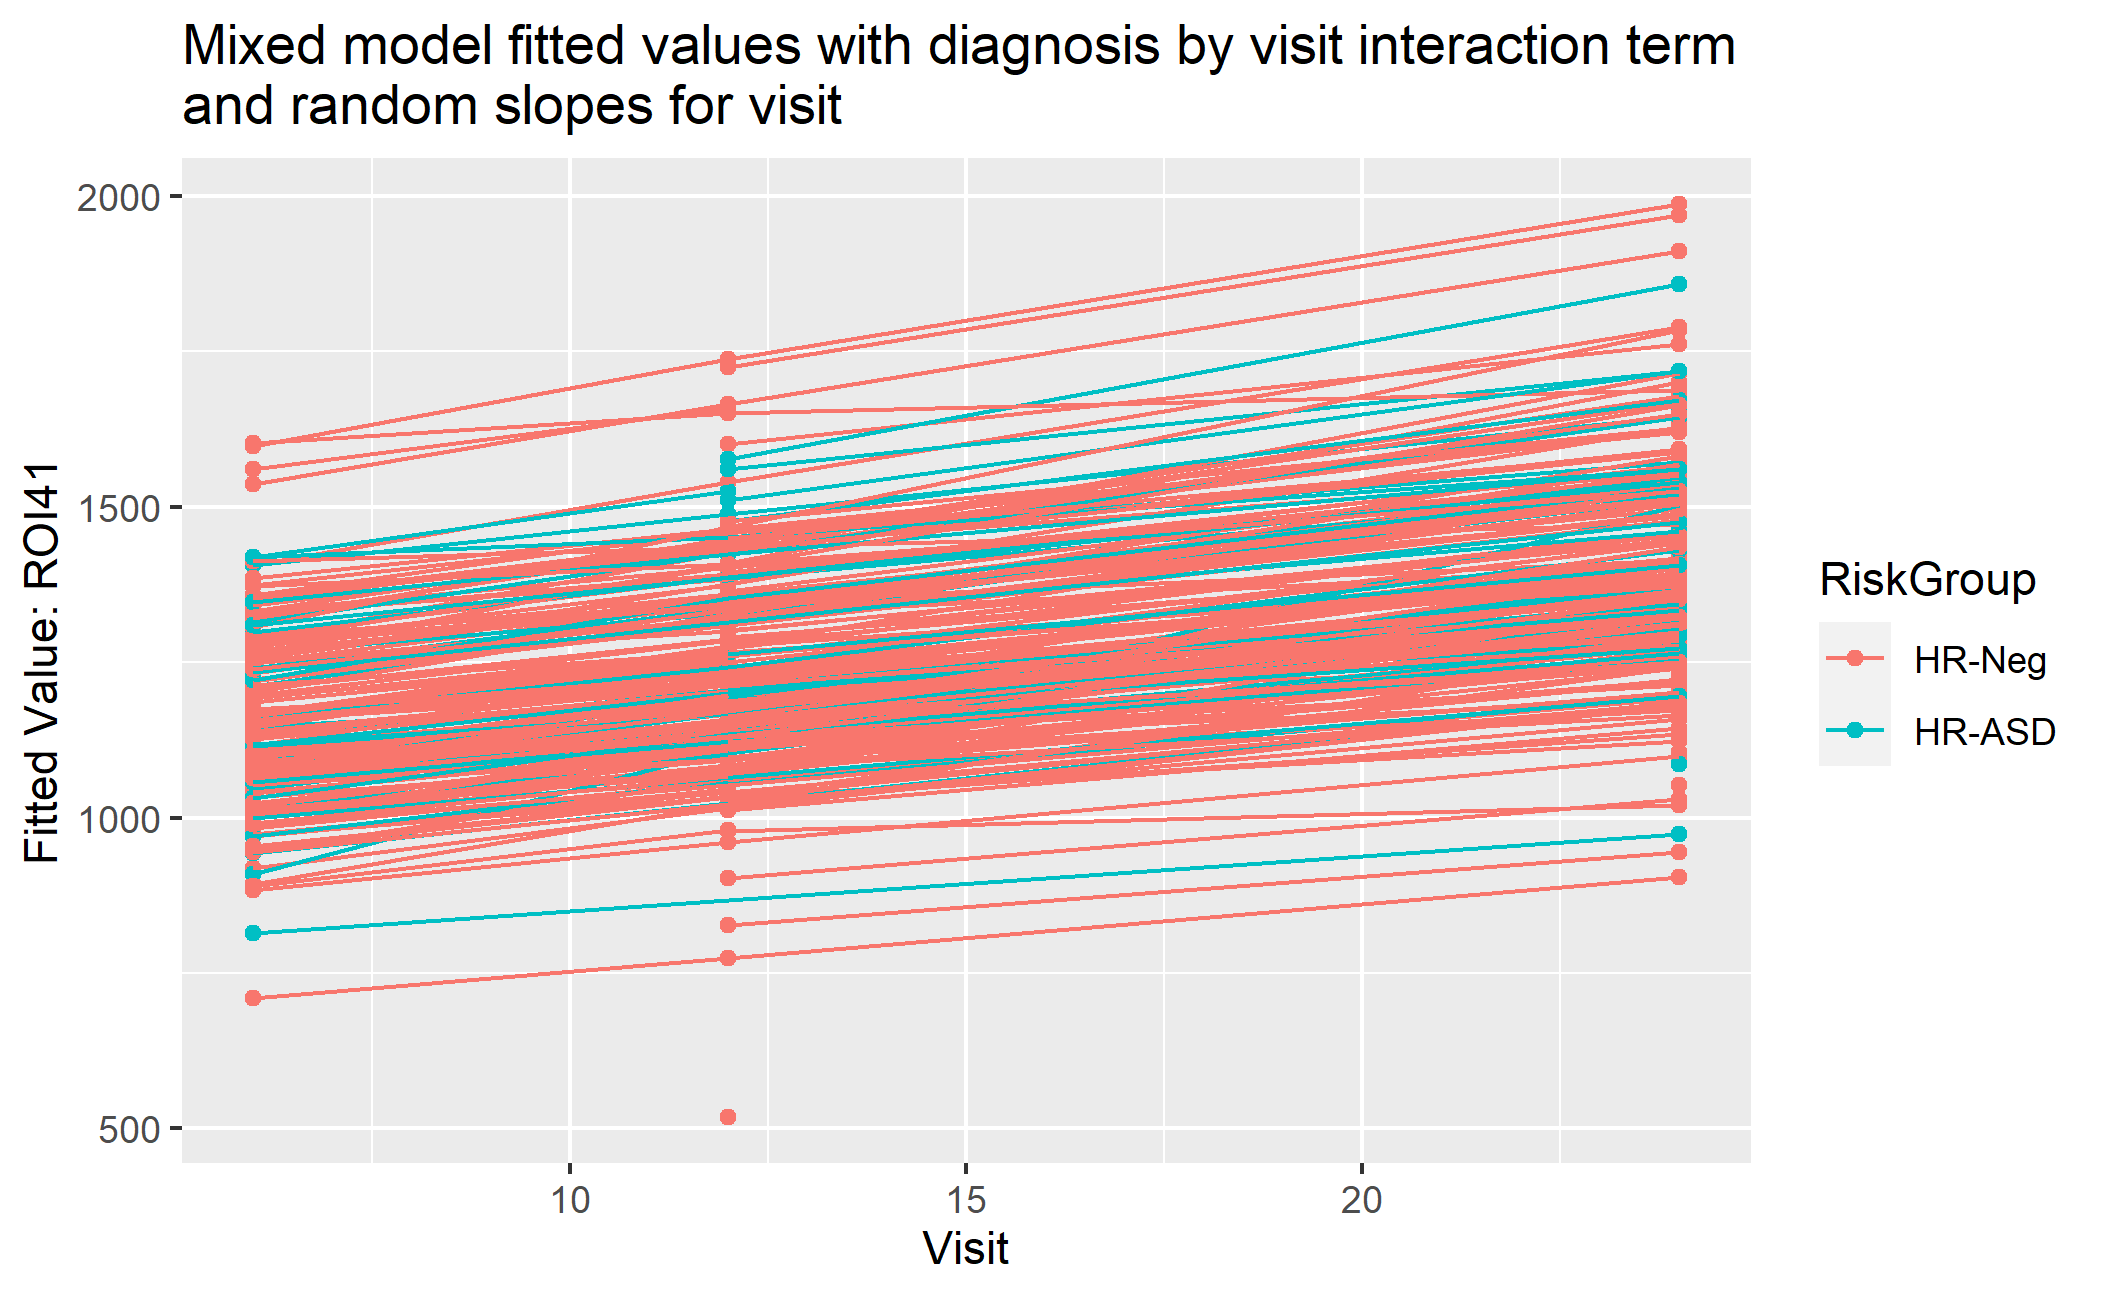 Mixed model fitted values with diagnosis by visit interaction term
and random slopes for visit
2000
1500
1000
500
Fitted Value: ROI41
10
15
20
Visit
RiskGroup
HR-Neg
HR-ASD